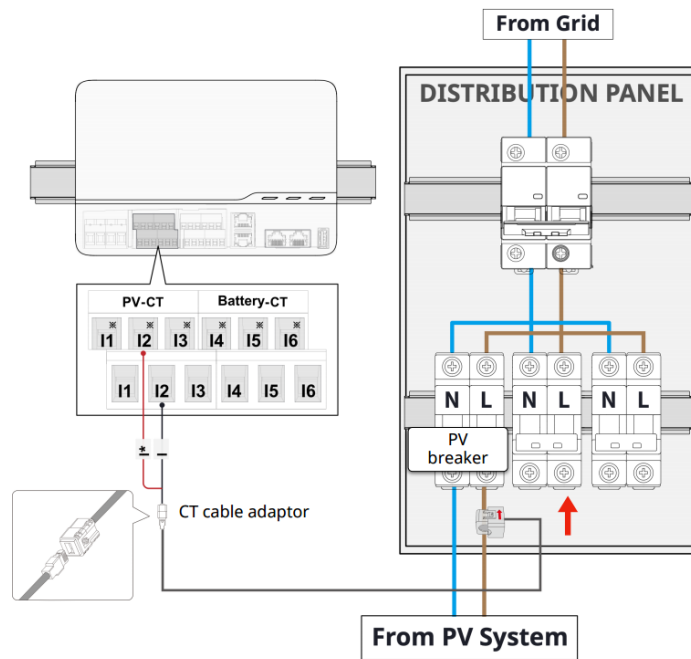 From Grid
DISTRIBUTION PANEL
PV-CT Battery-CT
I1 I2 I3 I4 I5 I6
I1 I2 I3 I4 I5 I6
N L N L N L
PV
breaker
I* I
CT cable adaptor
From PV System